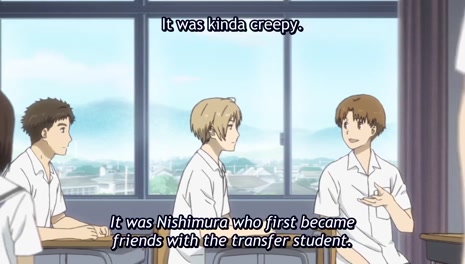 It was kinda creepy.
It was Nishimura who first became
friends with the transfer student.